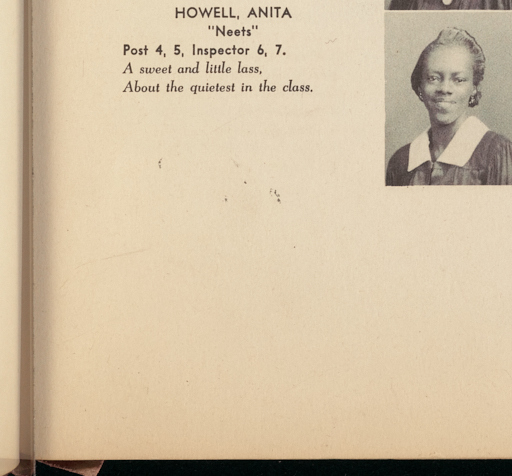 HOWELL, ANITA
"Neets"
Post 4, 5, Inspector 6, 7.
A sweet and little lass,
About the quietest in the class.